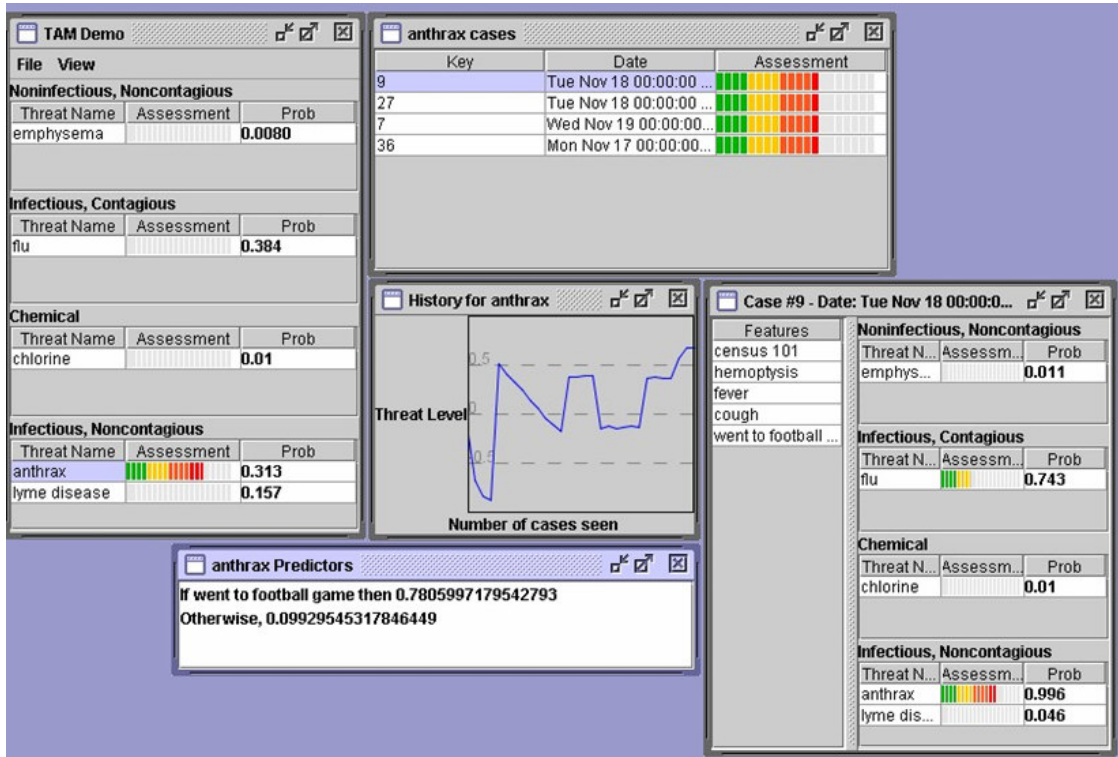 TAM Demo
File View
Noninfectious, Noncontagious
Threat Name Assessment Prob
emphysema 0.0080
Infectious, Contagious
Threat Name Assessment Prob
flu 0.384
Chemical
Threat Name Assessment Prob
chlorine 0.01
Infectious, Noncontagious
Threat Name Assessment Prob
anthrax 0.313
lyme disease 0.157
anthrax cases
Key Date Assessment
9 Tue Nov 18 00:00:00 ...
27 Tue Nov 18 00:00:00 ...
7 Wed Nov 19 00:00:00...
36 Mon Nov 17 00:00:00...
History for anthrax
0.5
Threat Level 0
0.5
Number of cases seen
Case #9 - Date: Tue Nov 18 00:00:0...
Features
census 101
hemoptysis
fever
cough
went to football ...
Noninfectious, Noncontagious
Threat N... Assessm... Prob
emphys... 0.011
Infectious, Contagious
Threat N... Assessm... Prob
flu 0.743
Chemical
Threat N... Assessm... Prob
chlorine 0.01
Infectious, Noncontagious
Threat N... Assessm... Prob
anthrax 0.996
lyme dis... 0.046
anthrax Predictors
If went to football game then 0.7805997179542793
Otherwise, 0.09929545317846449